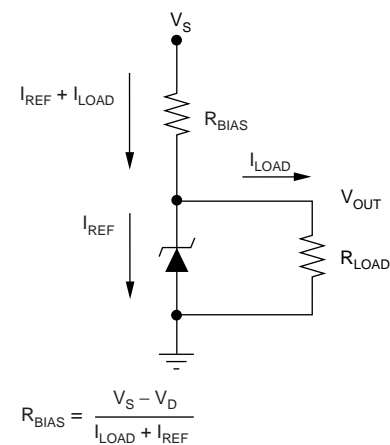 V_S
I_REF + I_LOAD
R_BIAS
I_LOAD
V_OUT
I_REF
R_LOAD
R_BIAS = (V_S − V_D) / (I_LOAD + I_REF)